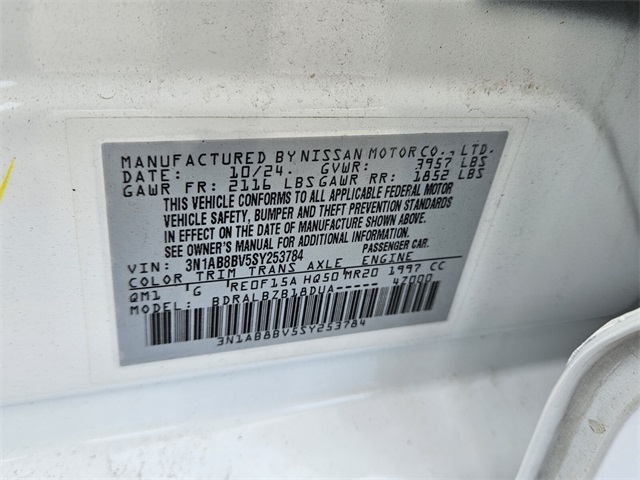 MANUFACTURED BY NISSAN MOTOR CO., LTD.
DATE: 10/24. GVWR: 3957 LBS
GAWR FR: 2116 LBS GAWR RR: 1852 LBS
THIS VEHICLE CONFORMS TO ALL APPLICABLE FEDERAL MOTOR
VEHICLE SAFETY, BUMPER AND THEFT PREVENTION STANDARDS
IN EFFECT ON THE DATE OF MANUFACTURE SHOWN ABOVE.
SEE OWNER'S MANUAL FOR ADDITIONAL INFORMATION.
VIN: 3N1AB8BV5SY253784 PASSENGER CAR.
COLOR TRIM TRANS AXLE ENGINE
QM1 G RE0F15A HQ50 MR20 1997 CC
MODEL: BDRALBZB18DUA----- 4Z000
3N1AB8BV5SY253784